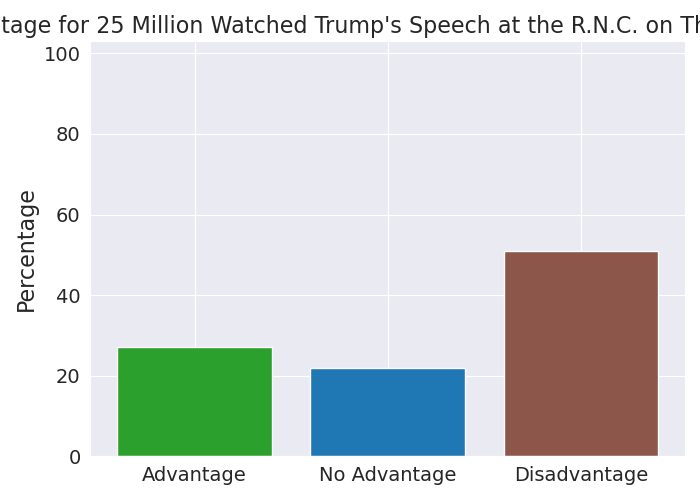 tage for 25 Million Watched Trump's Speech at the R.N.C. on Th
100
80
60
40
20
0
Percentage
Advantage No Advantage Disadvantage